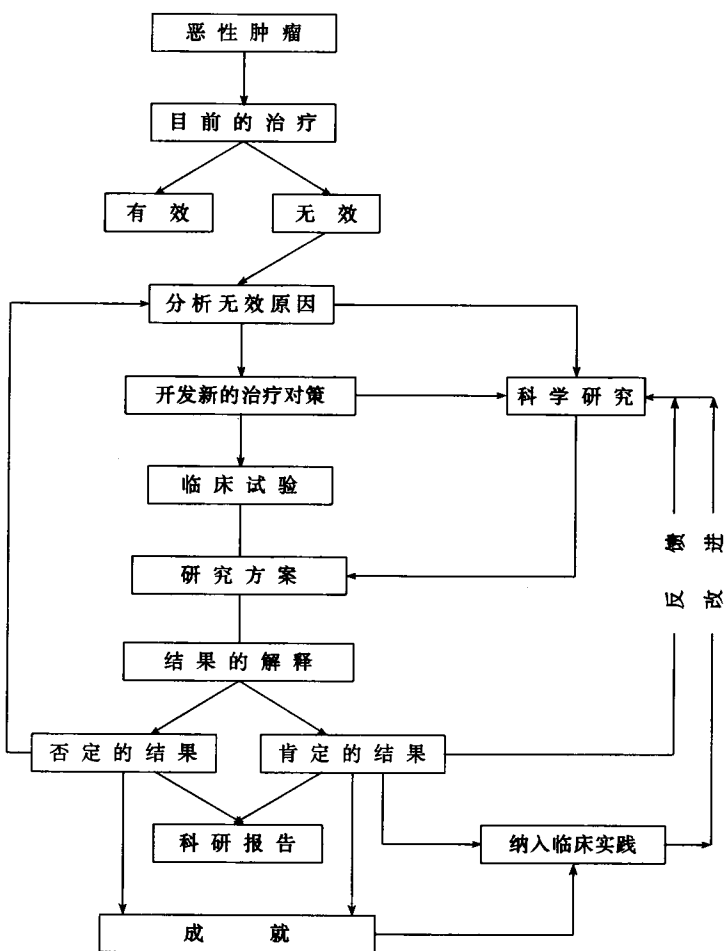 恶性肿瘤
目前的治疗
有效
无效
分析无效原因
开发新的治疗对策
科学研究
临床试验
研究方案
反馈
改进
结果的解释
否定的结果
肯定的结果
科研报告
纳入临床实践
成就